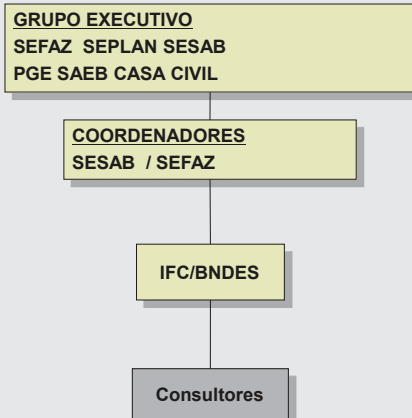 GRUPO EXECUTIVO
SEFAZ SEPLAN SESAB
PGE SAEB CASA CIVIL
COORDENADORES
SESAB / SEFAZ
IFC/BNDES
Consultores